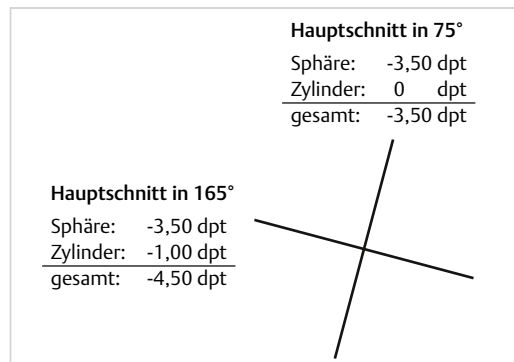 Hauptschnitt in 75°
Sphäre: -3,50 dpt
Zylinder: 0 dpt
gesamt: -3,50 dpt
Hauptschnitt in 165°
Sphäre: -3,50 dpt
Zylinder: -1,00 dpt
gesamt: -4,50 dpt